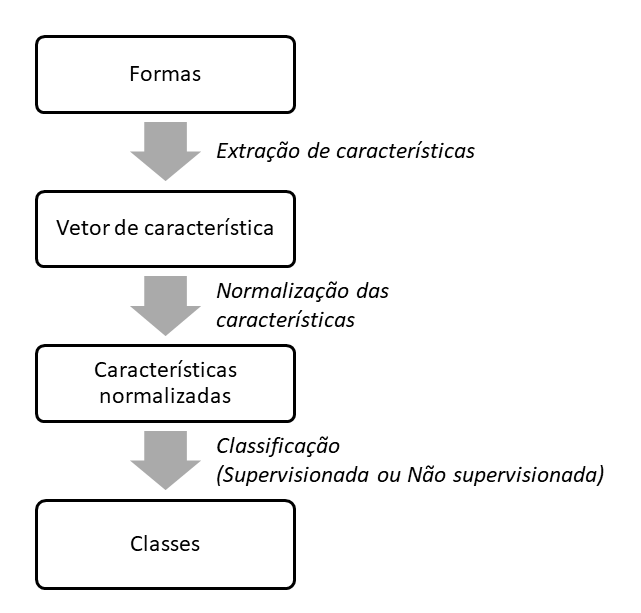 Formas
Extração de características
Vetor de característica
Normalização das
características
Características
normalizadas
Classificação
(Supervisionada ou Não supervisionada)
Classes